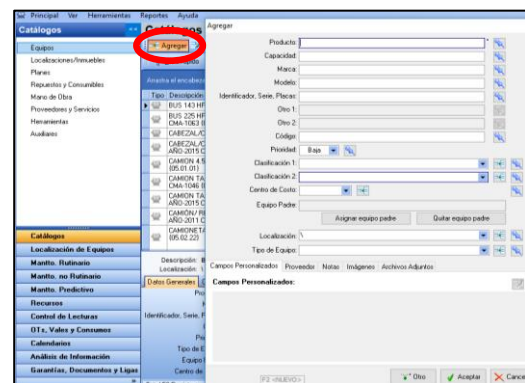 Principal Ver Herramientas Reportes Ayuda
Catálogos
Equipos
Localizaciones/Inmuebles
Planes
Repuestos y Consumibles
Mano de Obra
Proveedores y Servicios
Herramientas
Auxiliares
Catálogos
Localización de Equipos
Mantto. Rutinario
Mantto. no Rutinario
Mantto. Predictivo
Recursos
Control de Lecturas
OTs, Vales y Consumos
Calendarios
Análisis de Información
Garantías, Documentos y Ligas
Catálogos
Agregar
Arrastra el encabeza
Tipo Descripción
BUS 143 HF
BUS 225 HF
CMA-1063 (
CABEZAL/C
CABEZAL/C
AÑO-2015 C
CAMION 4.5
(05.01.01)
CAMION TA
CMA-1046 (
CAMION TA
AÑO-2015 C
CAMIÓN/ RE
AÑO-2011 C
CAMIONETA
(05.02.22)
Descripción: B
Localización: \
Datos Generales
Identificador, Serie, P
Tipo de E
Equipo
Centro de
Agregar
Producto:
Capacidad:
Marca:
Modelo:
Identificador, Serie, Placas:
Otro 1:
Otro 2:
Código:
Prioridad: Baja
Clasificación 1:
Clasificación 2:
Centro de Costo:
Equipo Padre:
Asignar equipo padre Quitar equipo padre
Localización: \
Tipo de Equipo:
Campos Personalizados Proveedor Notas Imágenes Archivos Adjuntos
Campos Personalizados:
F2 <NUEVO>
Otro Aceptar Cance